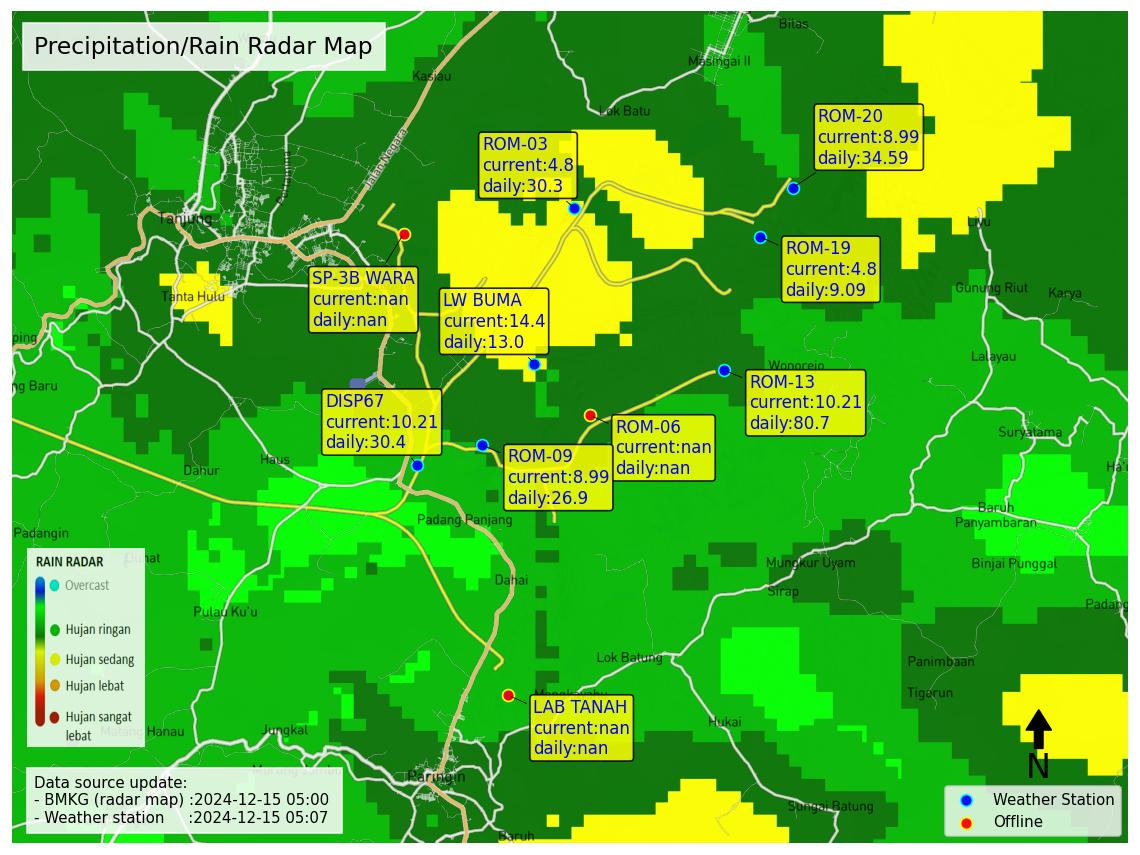 Precipitation/Rain Radar Map
Bilas
Masingai II
Kasiau
Lok Batu
Jalan Negara
Tanjung
Tanta Hulu
ping
ng Baru
Liyu
Gunung Riut
Karya
Lalayau
Wonorejo
Suryatama
Ha'u
Baruh
Panyambaran
Binjai Punggal
Padang
Mungkur Uyam
Sirap
Panimbaan
Tigarun
Haus
Dahur
Padangin
Padang Panjang
Dahai
Pulau Ku'u
Lok Batung
Hukai
Jungkal
Paringin
Sungai Batung
Baruh
ROM-03
current:4.8
daily:30.3
ROM-20
current:8.99
daily:34.59
ROM-19
current:4.8
daily:9.09
SP-3B WARA
current:nan
daily:nan
LW BUMA
current:14.4
daily:13.0
ROM-13
current:10.21
daily:80.7
DISP67
current:10.21
daily:30.4
ROM-06
current:nan
daily:nan
ROM-09
current:8.99
daily:26.9
LAB TANAH
current:nan
daily:nan
RAIN RADAR
Overcast
Hujan ringan
Hujan sedang
Hujan lebat
Hujan sangat
lebat
Data source update:
- BMKG (radar map) :2024-12-15 05:00
- Weather station :2024-12-15 05:07
N
Weather Station
Offline